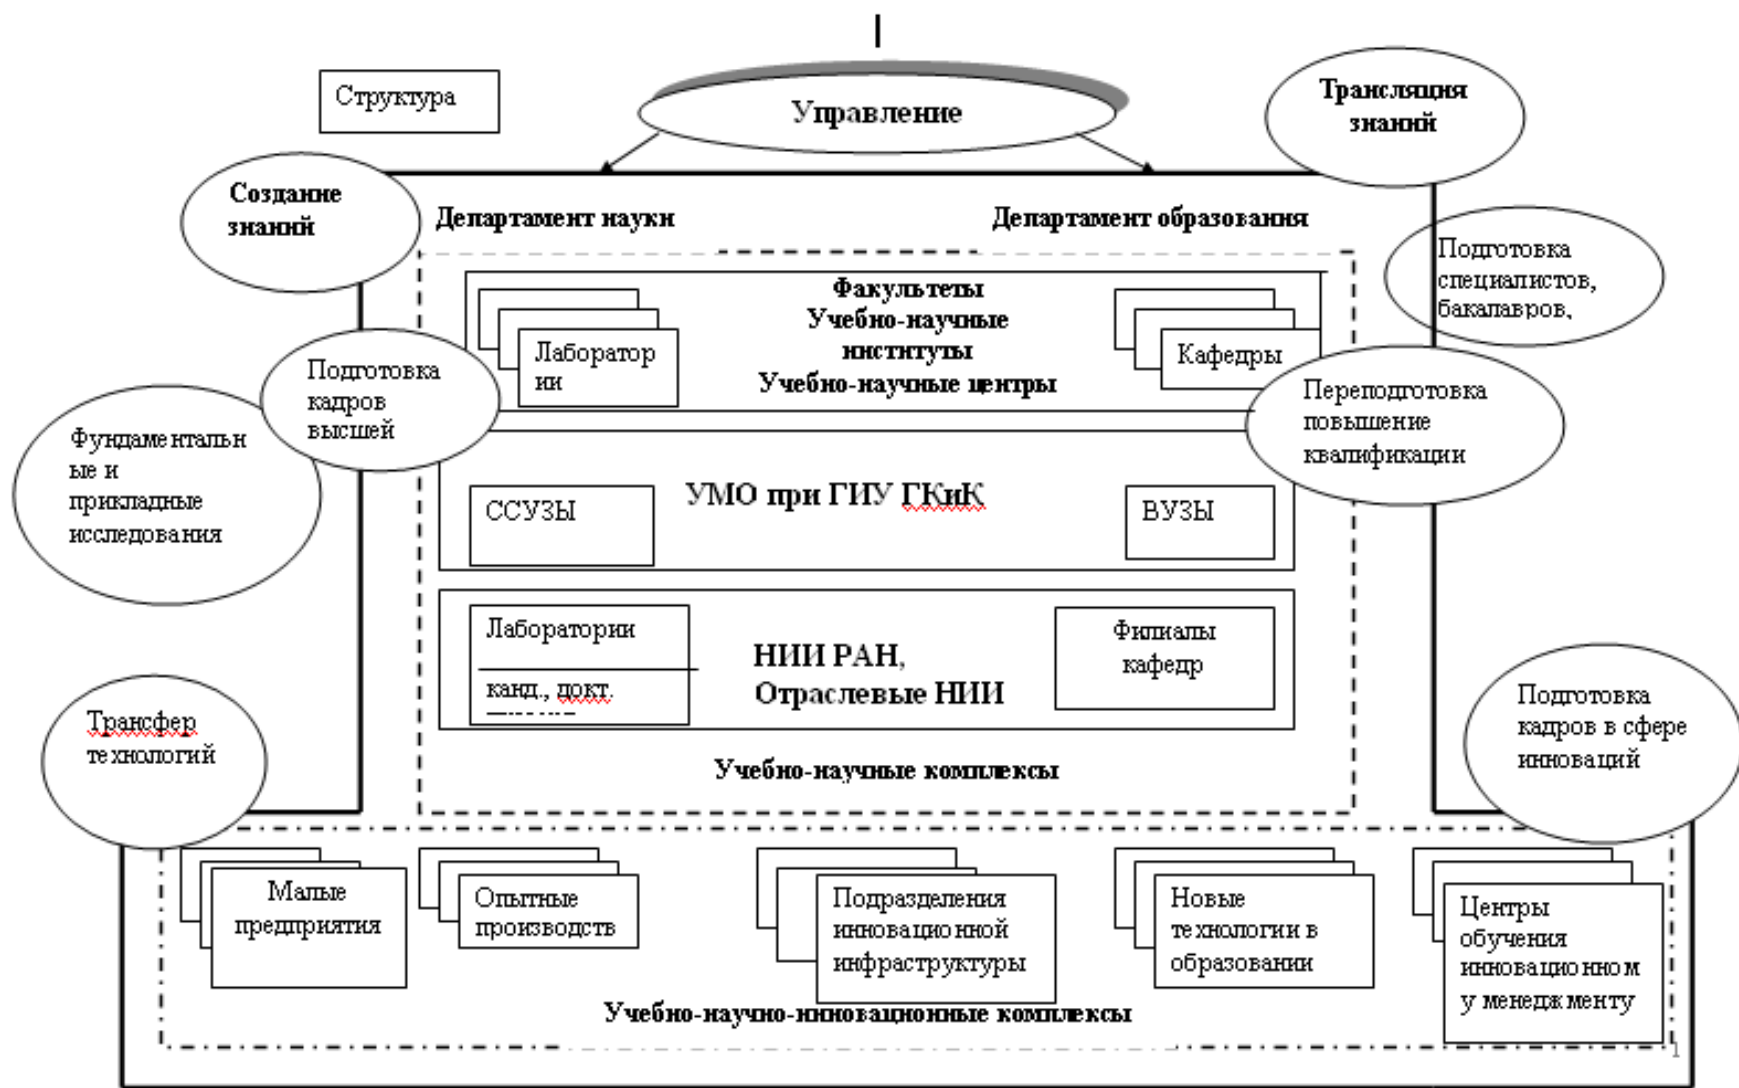 Структура
Управление
Трансляция
знаний
Создание
знаний
Департамент науки
Департамент образования
Подготовка
специалистов,
бакалавров,
Факультеты
Учебно-научные
институты
Учебно-научные центры
Лаборатор
ии
Кафедры
Подготовка
кадров
высшей
Переподготовка
повышение
квалификации
Фундаментальн
ые и
прикладные
исследования
ССУЗЫ
УМО при ГИУ ГКиК
ВУЗЫ
Лаборатории
канд., докт.
НИИ РАН,
Отраслевые НИИ
Филиалы
кафедр
Трансфер
технологий
Подготовка
кадров в сфере
инноваций
Учебно-научные комплексы
Малые
предприятия
Опытные
производств
Подразделения
инновационной
инфраструктуры
Новые
технологии в
образовании
Центры
обучения
инновационном
у менеджменту
Учебно-научно-инновационные комплексы
1